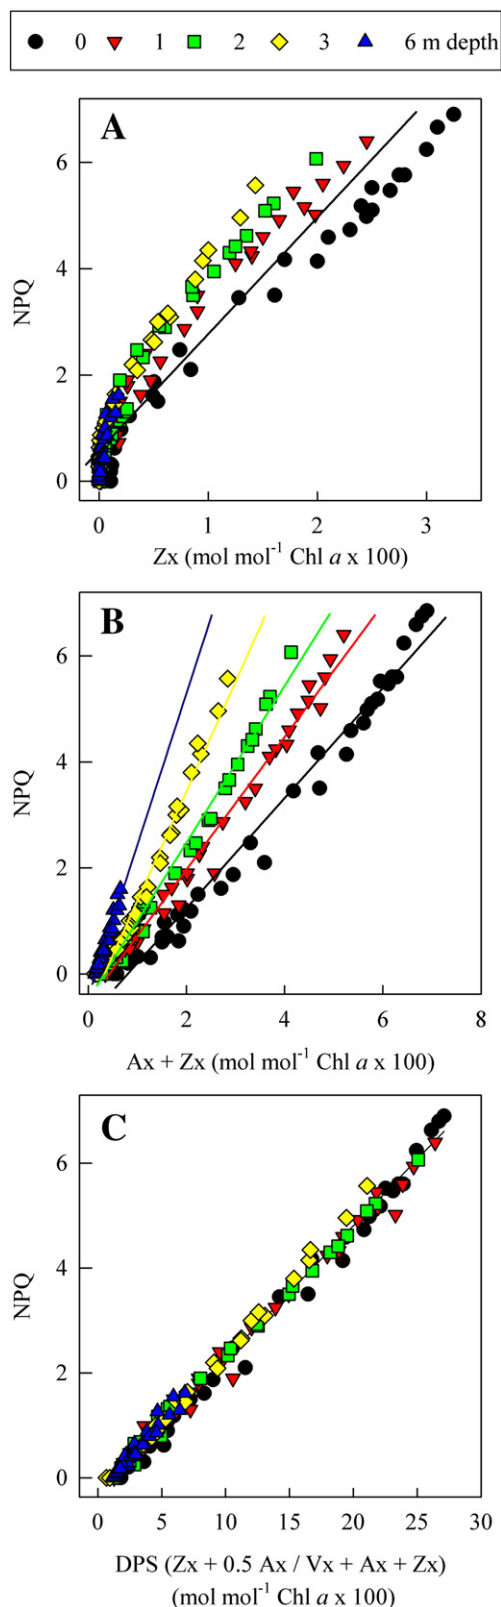 0 1 2 3 6 m depth
A
NPQ
6
4
2
0
0 1 2 3
Zx (mol mol⁻¹ Chl a x 100)
B
NPQ
6
4
2
0
0 2 4 6 8
Ax + Zx (mol mol⁻¹ Chl a x 100)
C
NPQ
6
4
2
0
0 5 10 15 20 25 30
DPS (Zx + 0.5 Ax / Vx + Ax + Zx)
(mol mol⁻¹ Chl a x 100)